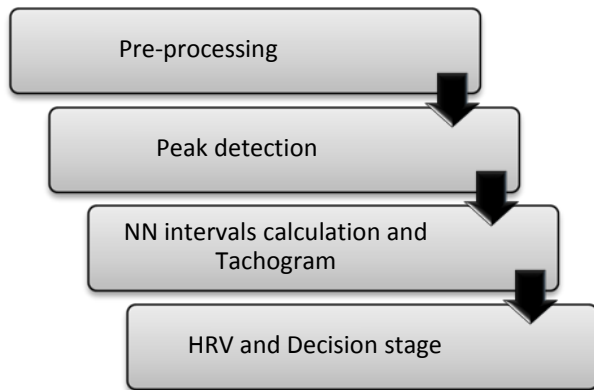 Pre-processing
Peak detection
NN intervals calculation and
Tachogram
HRV and Decision stage